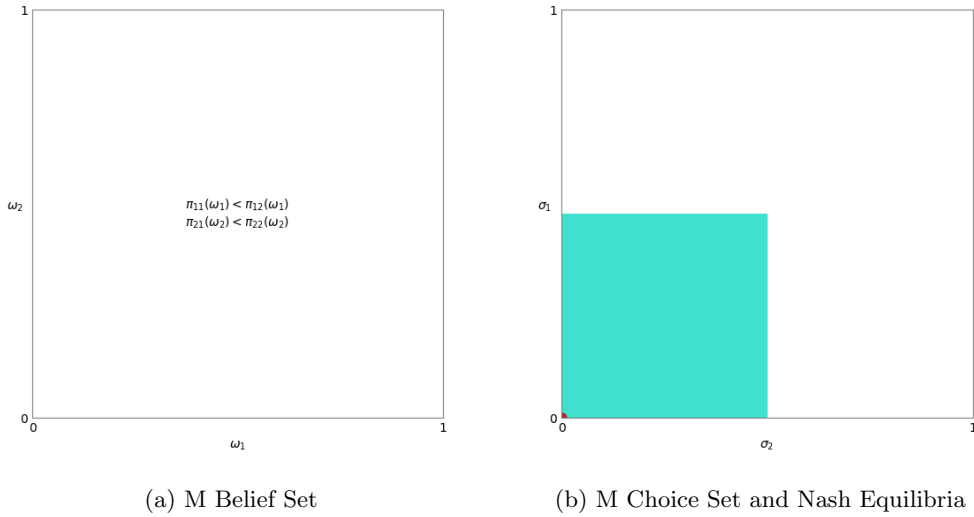 1
ω₂
π₁₁(ω₁) < π₁₂(ω₁)
π₂₁(ω₂) < π₂₂(ω₂)
0
0
1
ω₁
(a) M Belief Set
1
σ₁
0
0
1
σ₂
(b) M Choice Set and Nash Equilibria